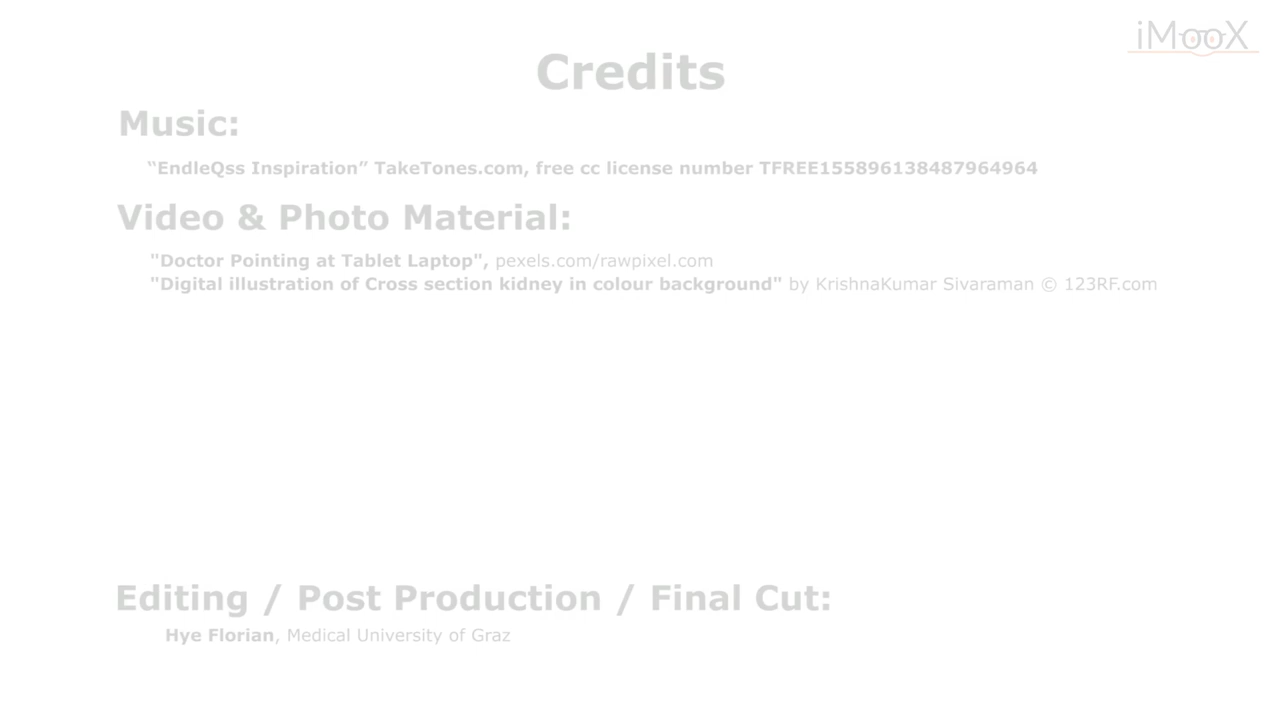 iMooX
Credits
Music:
“EndleQss Inspiration” TakeTones.com, free cc license number TFREE155896138487964964
Video & Photo Material:
"Doctor Pointing at Tablet Laptop", pexels.com/rawpixel.com
"Digital illustration of Cross section kidney in colour background" by KrishnaKumar Sivaraman © 123RF.com
Editing / Post Production / Final Cut:
Hye Florian, Medical University of Graz